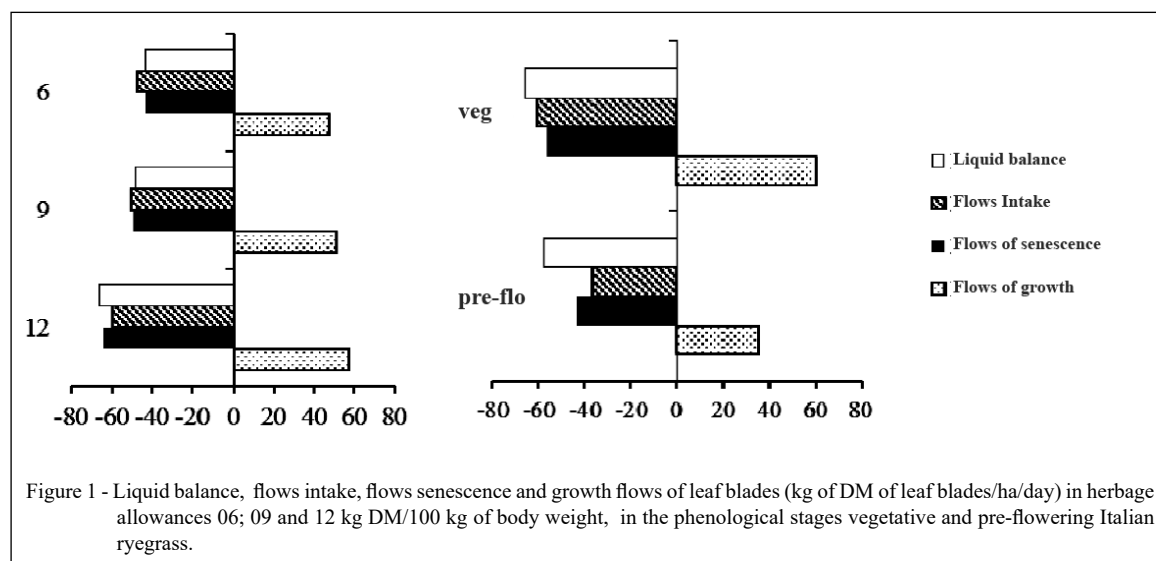 6
9
12
-80 -60 -40 -20 0 20 40 60 80
veg
pre-flo
-80 -60 -40 -20 0 20 40 60 80
Liquid balance
Flows Intake
Flows of senescence
Flows of growth
Figure 1 - Liquid balance, flows intake, flows senescence and growth flows of leaf blades (kg of DM of leaf blades/ha/day) in herbage
allowances 06; 09 and 12 kg DM/100 kg of body weight, in the phenological stages vegetative and pre-flowering Italian
ryegrass.